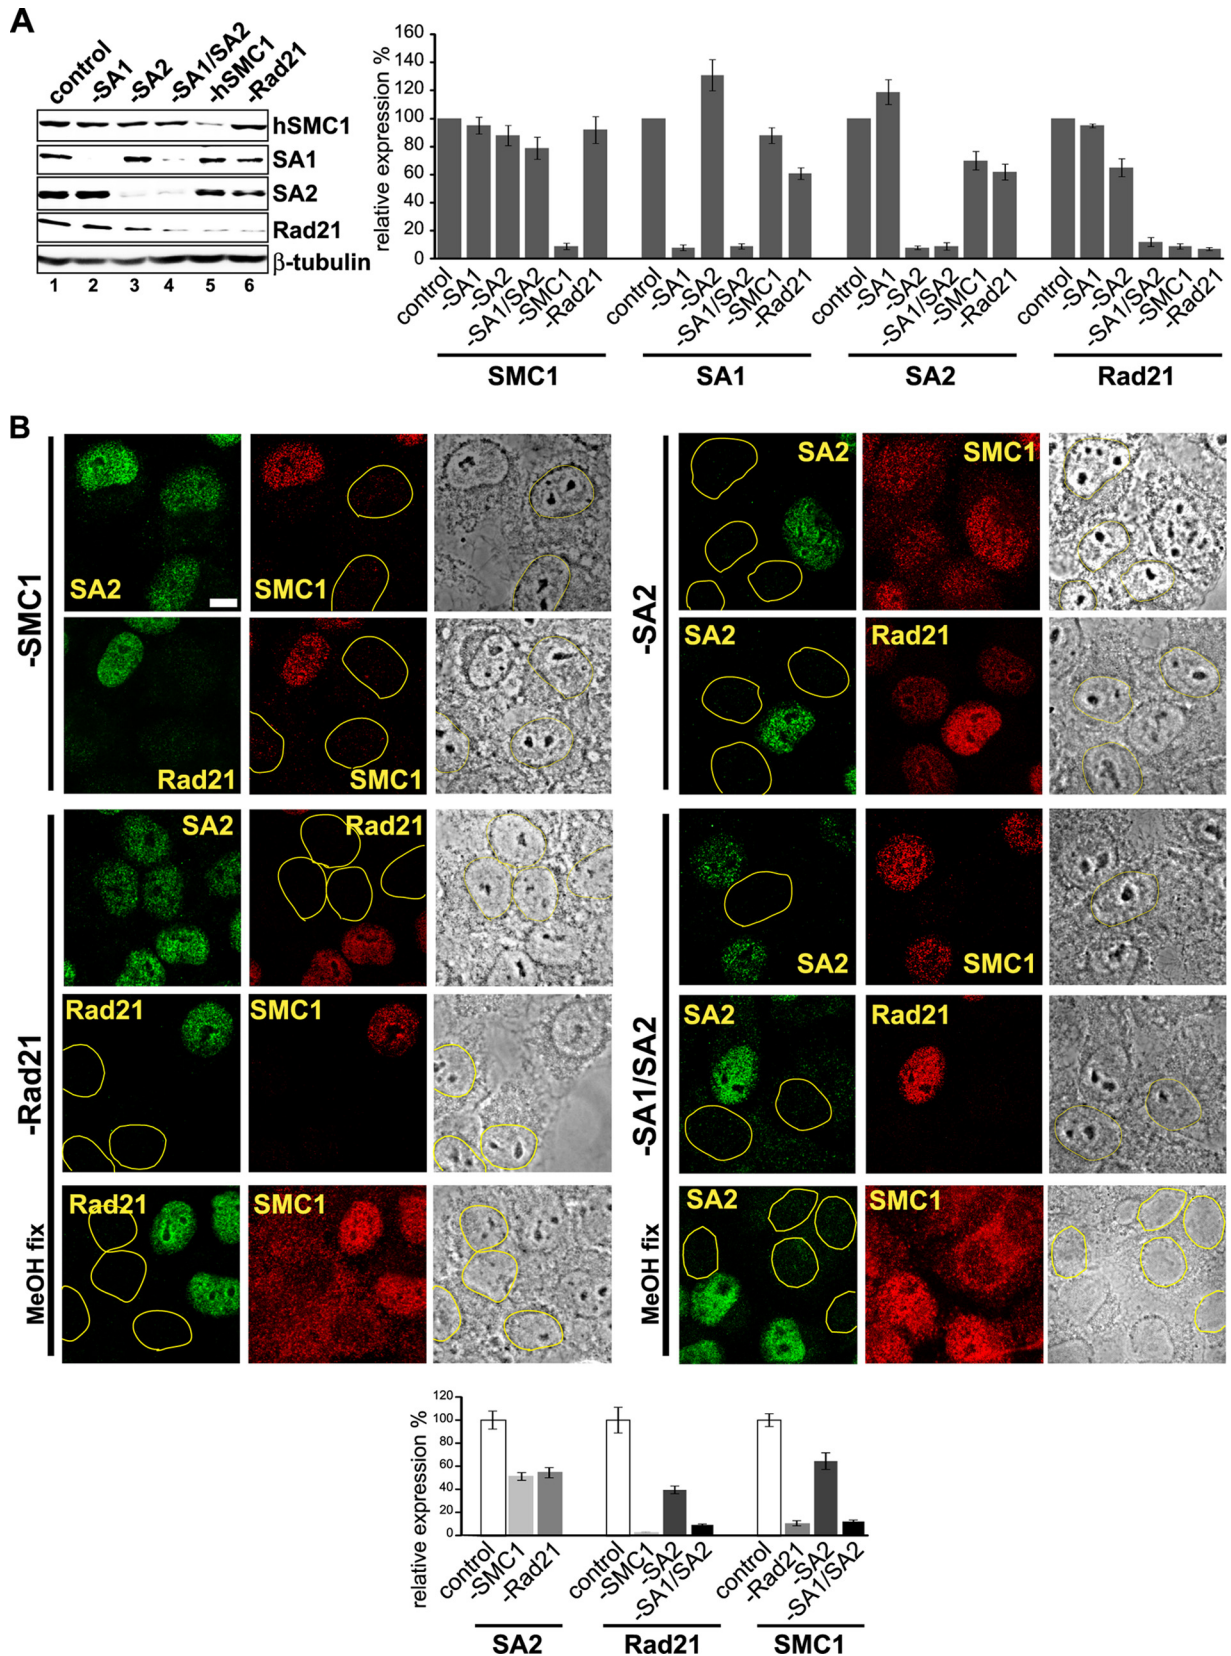 A
control
-SA1
-SA2
-SA1/SA2
-hSMC1
-Rad21
hSMC1
SA1
SA2
Rad21
β-tubulin
1 2 3 4 5 6
relative expression %
160
140
120
100
80
60
40
20
0
control -SA1 -SA2 -SA1/SA2 -SMC1 -Rad21
control -SA1 -SA2 -SA1/SA2 -SMC1 -Rad21
control -SA1 -SA2 -SA1/SA2 -SMC1 -Rad21
control -SA1 -SA2 -SA1/SA2 -SMC1 -Rad21
SMC1 SA1 SA2 Rad21
B
-SMC1
SA2 SMC1
Rad21 SMC1
-Rad21
SA2 Rad21
Rad21 SMC1
MeOH fix
Rad21 SMC1
-SA2
SA2 SMC1
SA2 Rad21
-SA1/SA2
SA2 SMC1
SA2 Rad21
MeOH fix
SA2 SMC1
relative expression %
120
100
80
60
40
20
0
control -SMC1 -Rad21
control -SMC1 -SA2 -SA1/SA2
control -Rad21 -SA2 -SA1/SA2
SA2 Rad21 SMC1